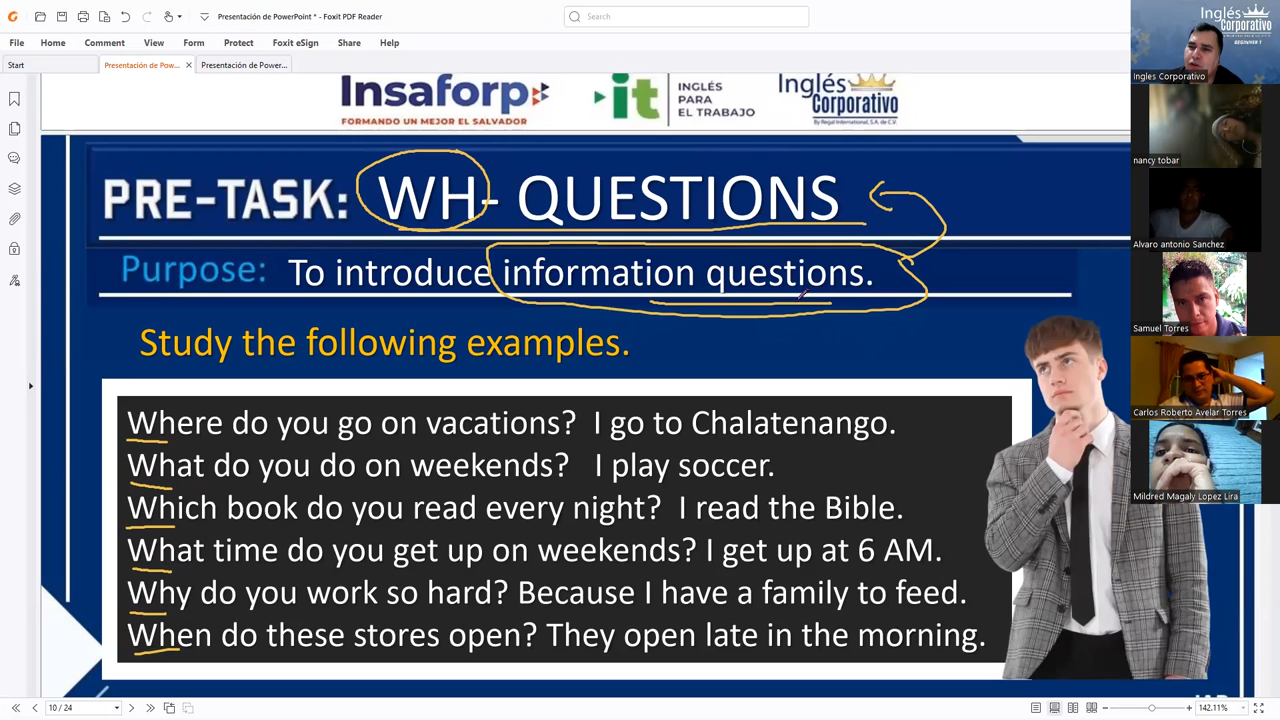 Presentación de PowerPoint * - Foxit PDF Reader
Search
File Home Comment View Form Protect Foxit eSign Share Help
Start
Presentación de Pow...
Presentación de Power...
Insaforp
FORMANDO UN MEJOR EL SALVADOR
it
INGLÉS
PARA
EL TRABAJO
Inglés
Corporativo
By Regal International, S.A. de C.V.
PRE-TASK: WH- QUESTIONS
Purpose: To introduce information questions.
Study the following examples.
Where do you go on vacations? I go to Chalatenango.
What do you do on weekends? I play soccer.
Which book do you read every night? I read the Bible.
What time do you get up on weekends? I get up at 6 AM.
Why do you work so hard? Because I have a family to feed.
When do these stores open? They open late in the morning.
Inglés
Corporativo
BEGINNER 1
Ingles Corporativo
nancy tobar
Alvaro antonio Sanchez
Samuel Torres
Carlos Roberto Avelar Torres
Mildred Magaly Lopez Lira
10 / 24
142.11%